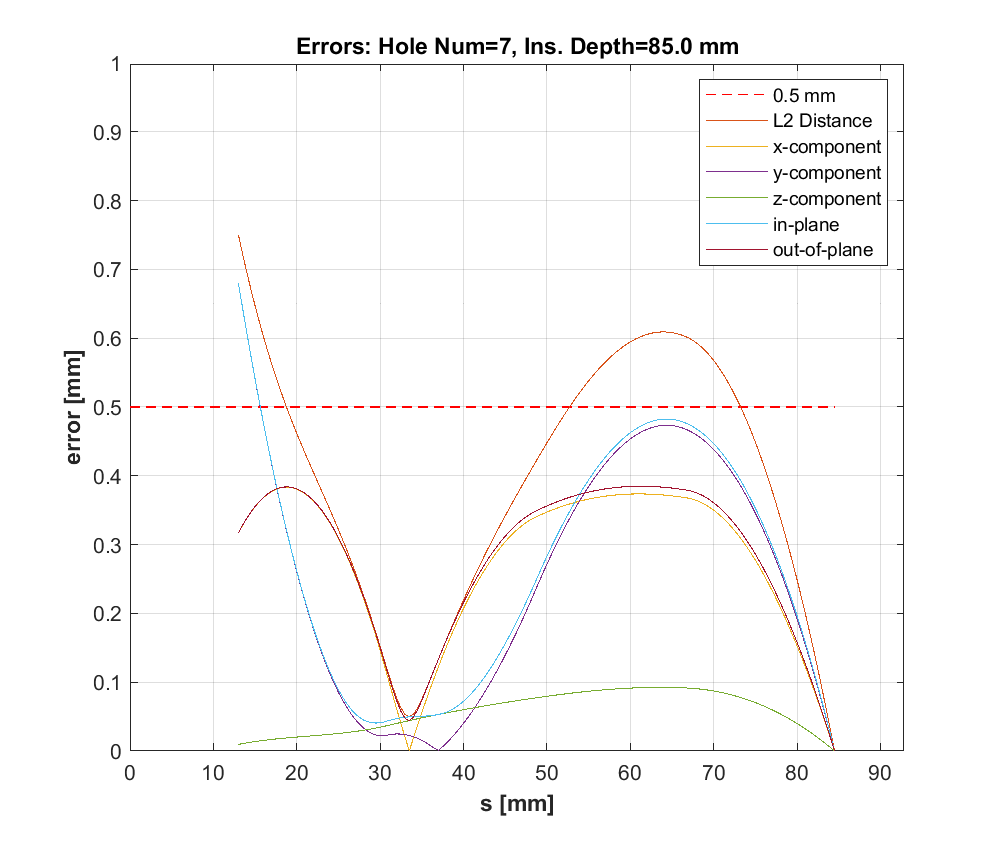 Errors: Hole Num=7, Ins. Depth=85.0 mm
1
0.9
0.8
0.7
0.6
0.5
0.4
0.3
0.2
0.1
0
error [mm]
0.5 mm
L2 Distance
x-component
y-component
z-component
in-plane
out-of-plane
0 10 20 30 40 50 60 70 80 90
s [mm]